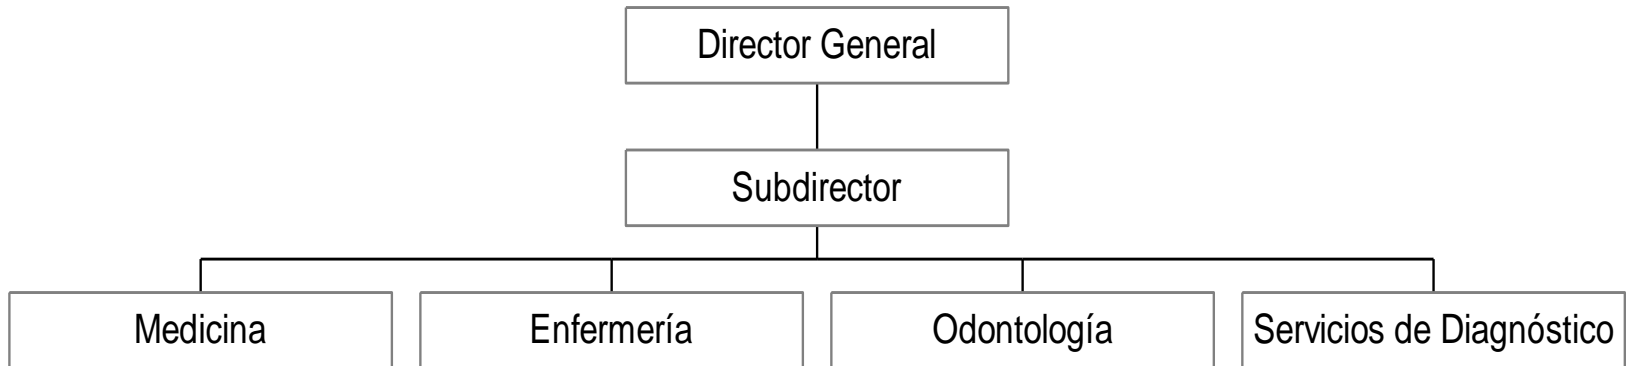 Director General
Subdirector
Medicina
Enfermería
Odontología
Servicios de Diagnóstico